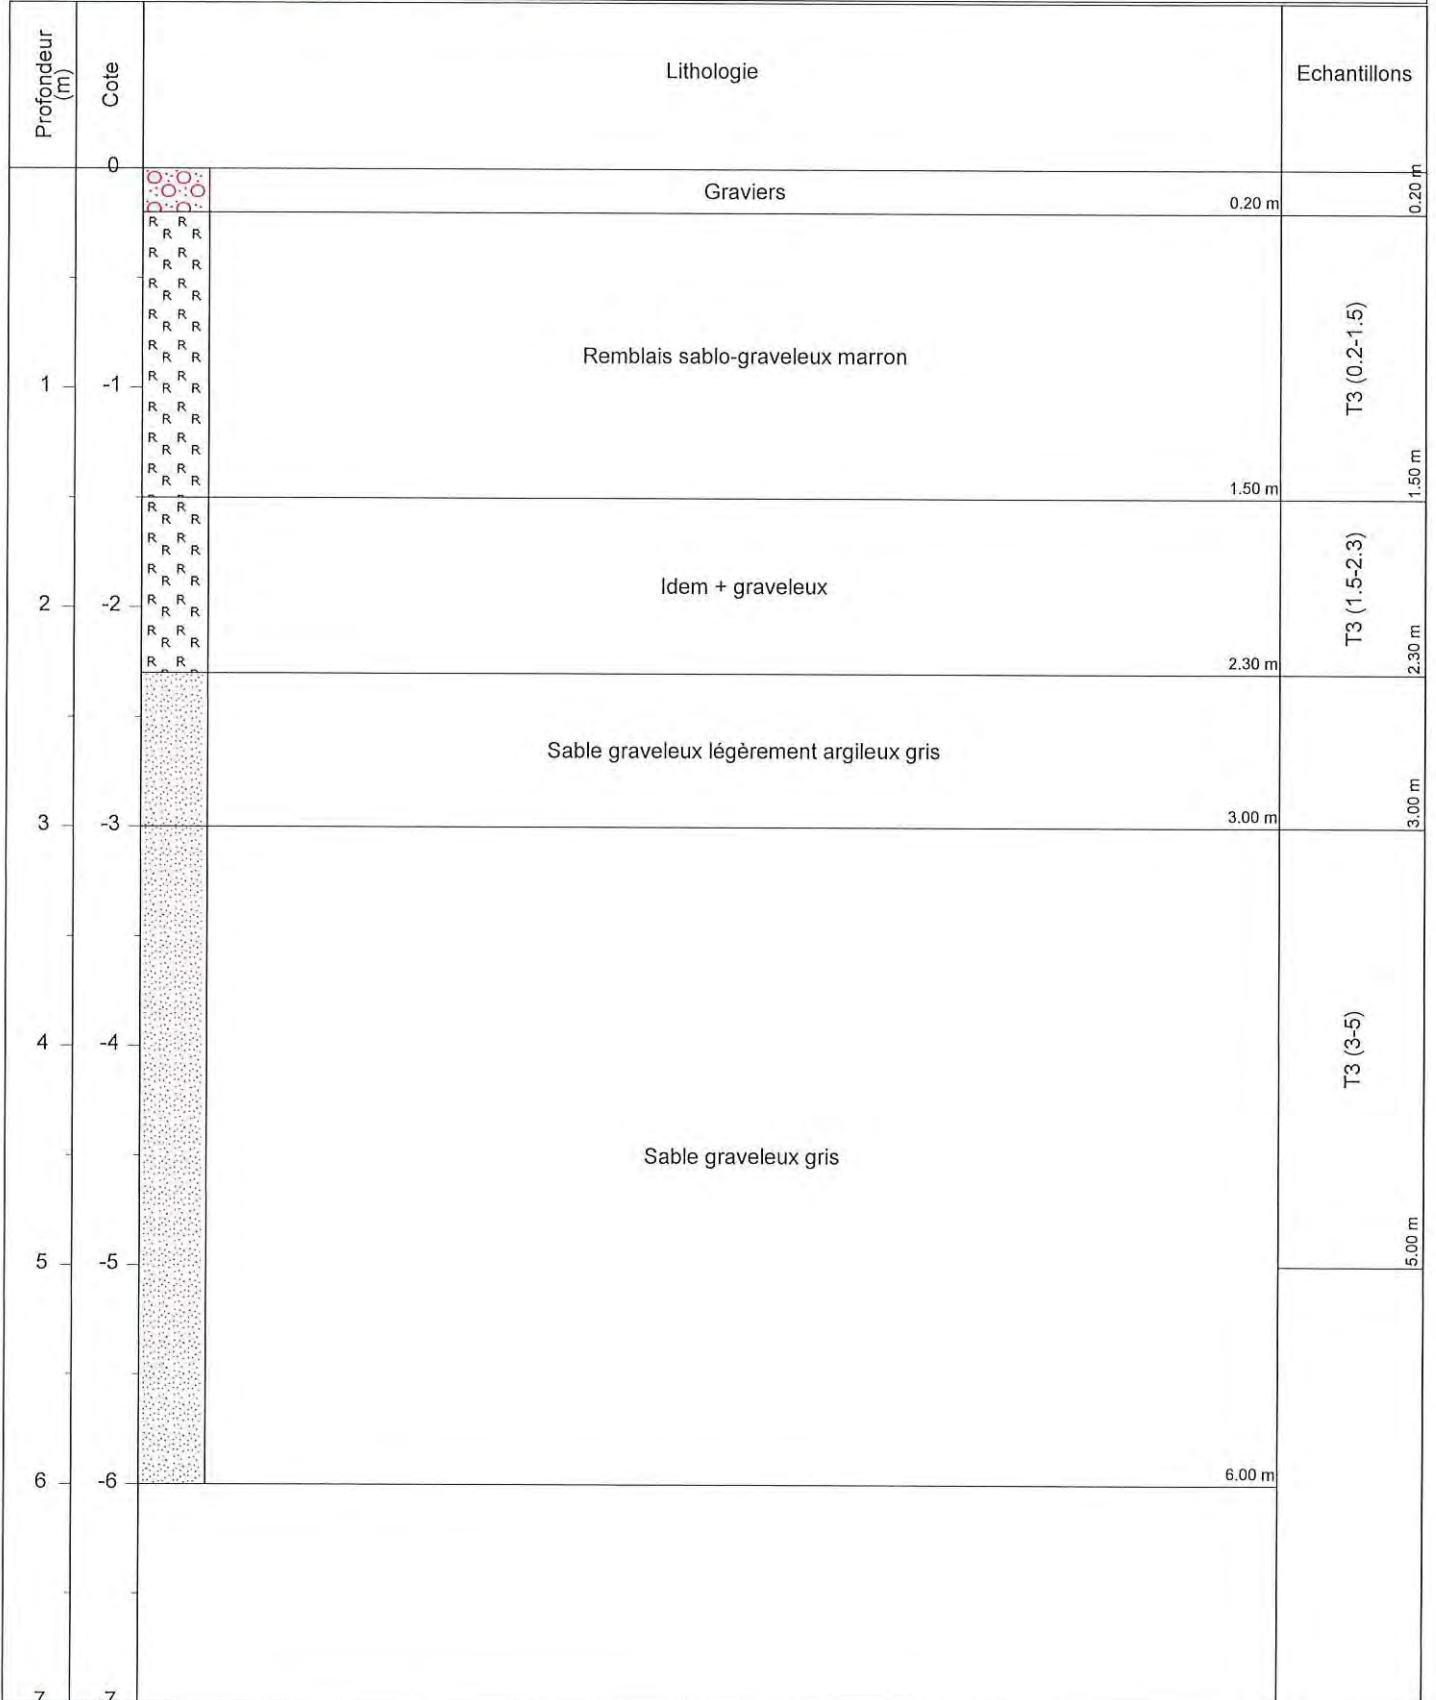 Profondeur
(m)
Cote
Lithologie
Echantillons
0
Graviers
0.20 m
0.20 m
R R R R
R R R R
R R R R
R R R R
R R R R
R R R R
R R R R
R R R R
R R R R
Remblais sablo-graveleux marron
T3 (0.2-1.5)
1
-1
1.50 m
1.50 m
R R R R
R R R R
R R R R
R R R R
R R R R
R R
Idem + graveleux
T3 (1.5-2.3)
2
-2
2.30 m
2.30 m
Sable graveleux légèrement argileux gris
3
-3
3.00 m
3.00 m
4
-4
T3 (3-5)
Sable graveleux gris
5
-5
5.00 m
6
-6
6.00 m
7
-7